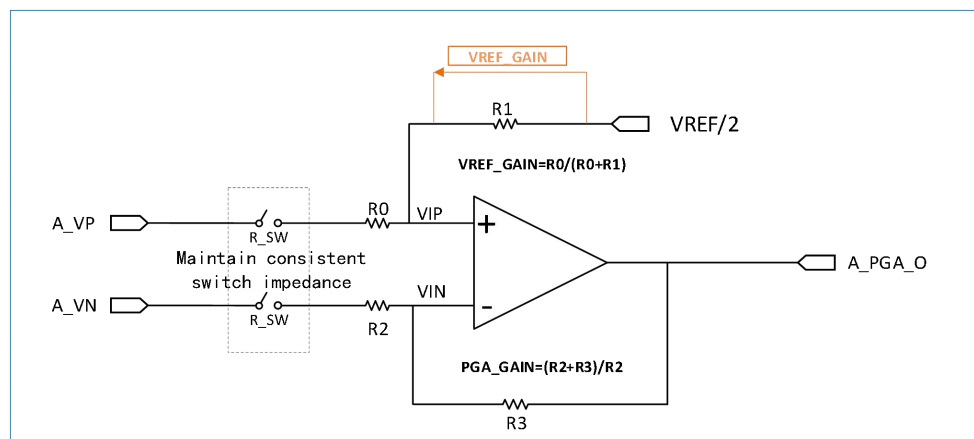 VREF_GAIN
R1
VREF/2
VREF_GAIN=R0/(R0+R1)
A_VP
R_SW
R0
VIP
+
Maintain consistent
switch impedance
A_PGA_O
A_VN
R_SW
R2
VIN
-
PGA_GAIN=(R2+R3)/R2
R3